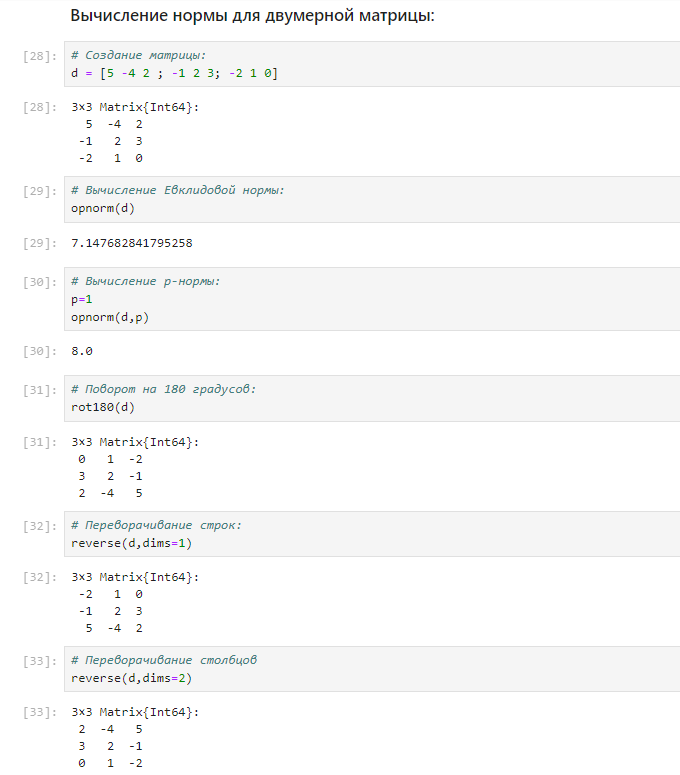 Вычисление нормы для двумерной матрицы:
[28]: # Создание матрицы:
d = [5 -4 2 ; -1 2 3; -2 1 0]
[28]: 3×3 Matrix{Int64}:
5 -4 2
-1 2 3
-2 1 0
[29]: # Вычисление Евклидовой нормы:
opnorm(d)
[29]: 7.147682841795258
[30]: # Вычисление p-нормы:
p=1
opnorm(d,p)
[30]: 8.0
[31]: # Поворот на 180 градусов:
rot180(d)
[31]: 3×3 Matrix{Int64}:
0 1 -2
3 2 -1
2 -4 5
[32]: # Переворачивание строк:
reverse(d,dims=1)
[32]: 3×3 Matrix{Int64}:
-2 1 0
-1 2 3
5 -4 2
[33]: # Переворачивание столбцов
reverse(d,dims=2)
[33]: 3×3 Matrix{Int64}:
2 -4 5
3 2 -1
0 1 -2